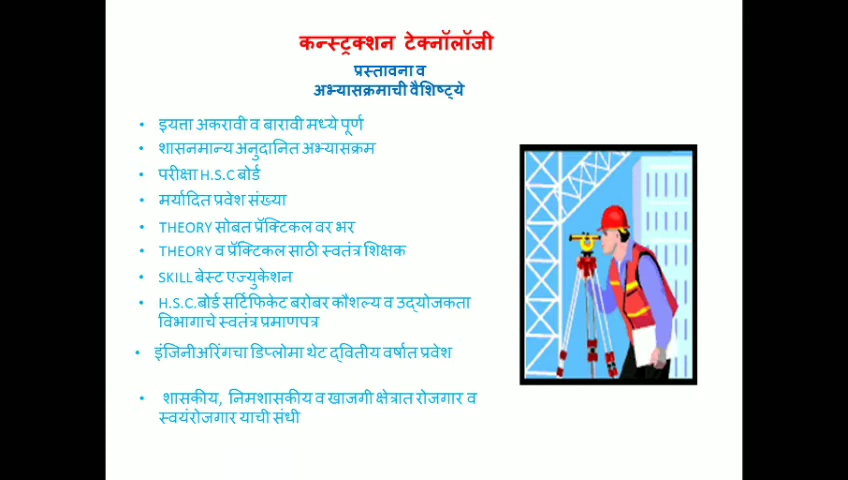 कन्स्ट्रक्शन टेक्नॉलॉजी
प्रस्तावना व
अभ्यासक्रमाची वैशिष्ट्ये
• इयत्ता अकरावी व बारावी मध्ये पूर्ण
• शासनमान्य अनुदानित अभ्यासक्रम
• परीक्षा H.S.C बोर्ड
• मर्यादित प्रवेश संख्या
• THEORY सोबत प्रॅक्टिकल वर भर
• THEORY व प्रॅक्टिकल साठी स्वतंत्र शिक्षक
• SKILL बेस्ट एज्युकेशन
• H.S.C.बोर्ड सर्टिफिकेट बरोबर कौशल्य व उद्योजकता
विभागाचे स्वतंत्र प्रमाणपत्र
• इंजिनीअरिंगचा डिप्लोमा थेट द्वितीय वर्षात प्रवेश
• शासकीय, निमशासकीय व खाजगी क्षेत्रात रोजगार व
स्वयंरोजगार याची संधी